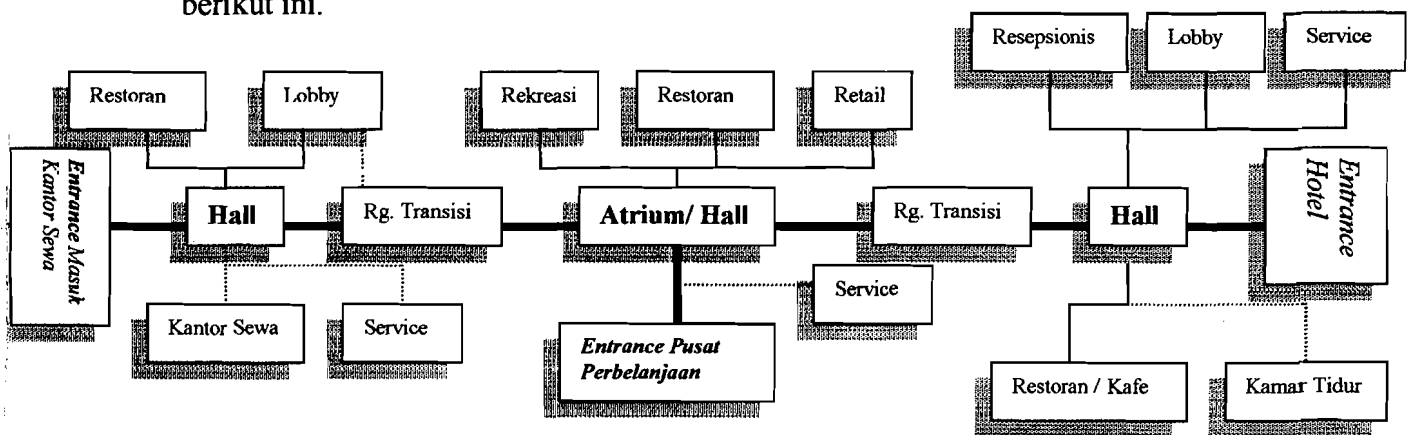 berikut ini.
Resepsionis
Lobby
Service
Restoran
Lobby
Rekreasi
Restoran
Retail
Entrance Masuk
Kantor Sewa
Hall
Rg. Transisi
Atrium/ Hall
Rg. Transisi
Hall
Entrance
Hotel
Kantor Sewa
Service
Service
Entrance Pusat
Perbelanjaan
Restoran / Kafe
Kamar Tidur